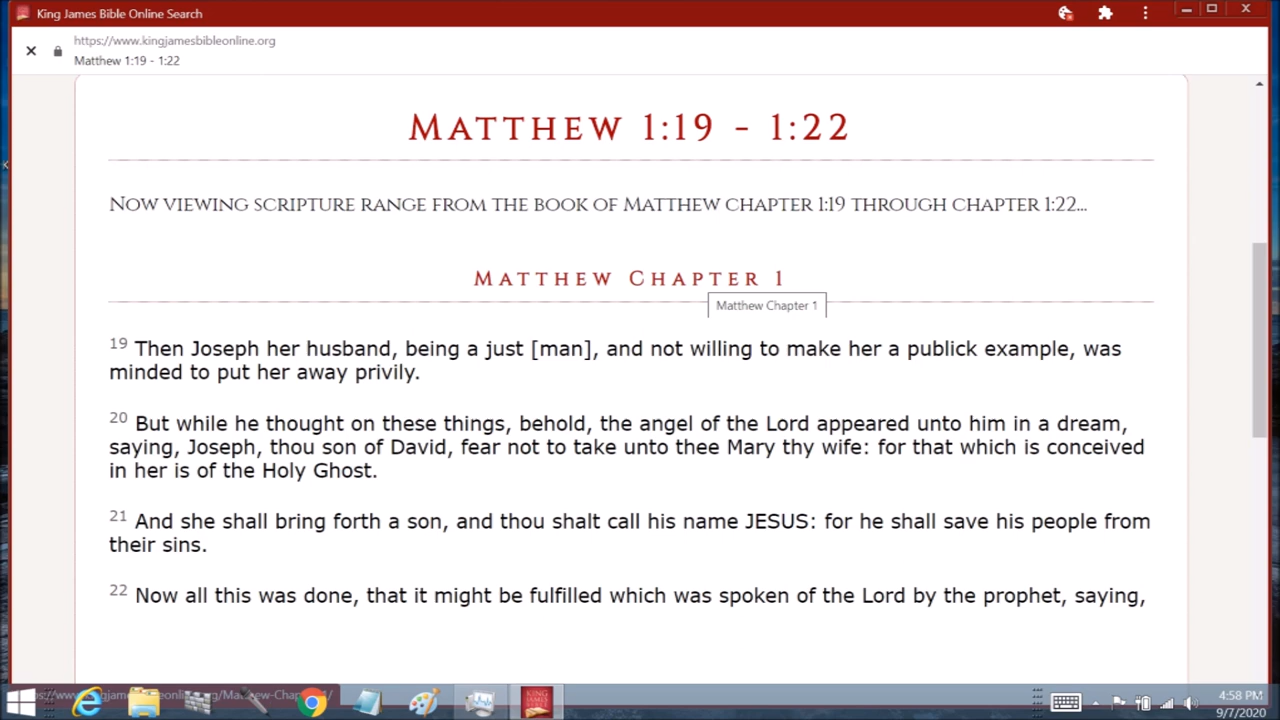 King James Bible Online Search
https://www.kingjamesbibleonline.org
Matthew 1:19 - 1:22
Matthew 1:19 - 1:22
Now viewing scripture range from the book of Matthew chapter 1:19 through chapter 1:22...
Matthew Chapter 1
Matthew Chapter 1
19 Then Joseph her husband, being a just [man], and not willing to make her a publick example, was
minded to put her away privily.
20 But while he thought on these things, behold, the angel of the Lord appeared unto him in a dream,
saying, Joseph, thou son of David, fear not to take unto thee Mary thy wife: for that which is conceived
in her is of the Holy Ghost.
21 And she shall bring forth a son, and thou shalt call his name JESUS: for he shall save his people from
their sins.
22 Now all this was done, that it might be fulfilled which was spoken of the Lord by the prophet, saying,
KING JAMES BIBLE
4:58 PM
9/7/2020